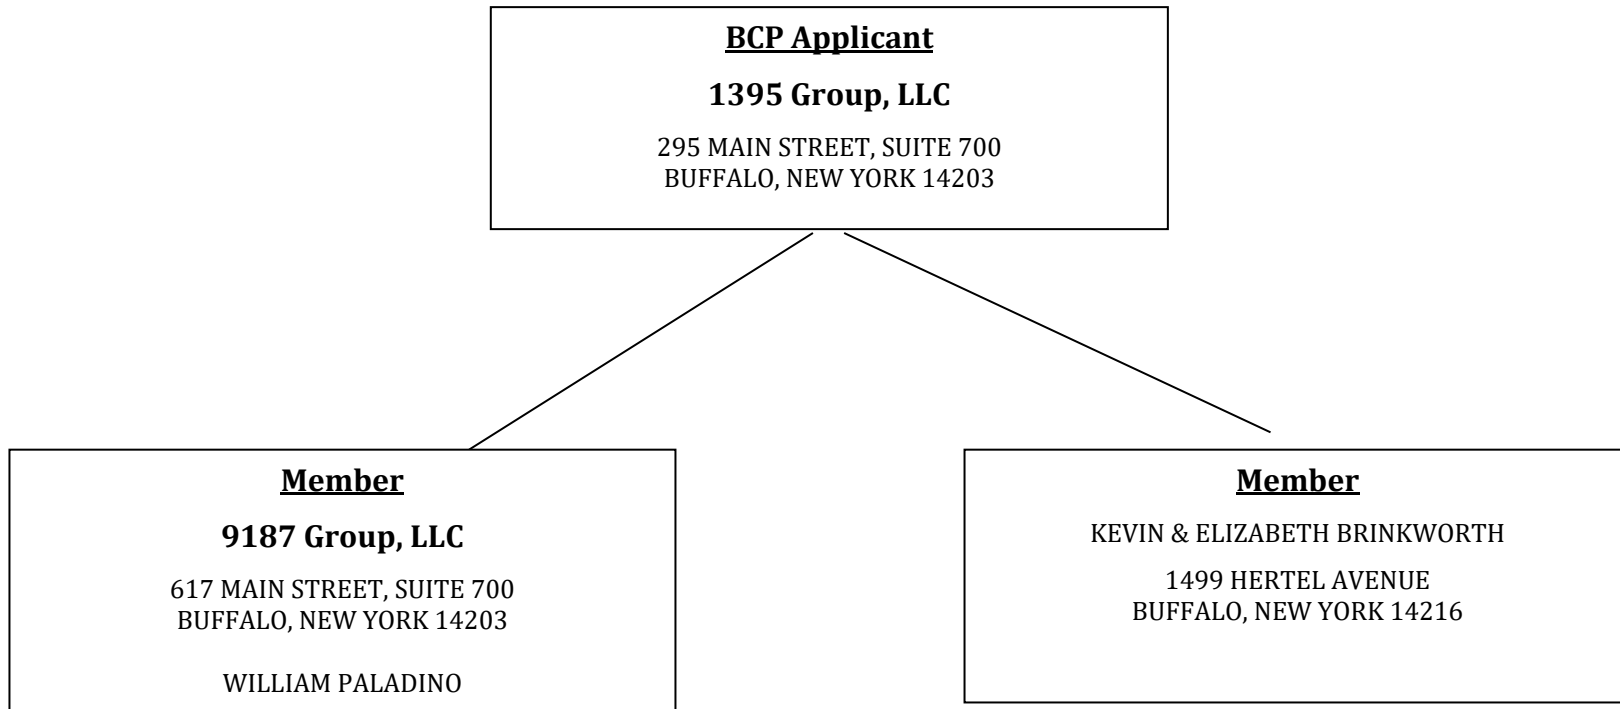 BCP Applicant
1395 Group, LLC
295 MAIN STREET, SUITE 700
BUFFALO, NEW YORK 14203
Member
9187 Group, LLC
617 MAIN STREET, SUITE 700
BUFFALO, NEW YORK 14203
WILLIAM PALADINO
Member
KEVIN & ELIZABETH BRINKWORTH
1499 HERTEL AVENUE
BUFFALO, NEW YORK 14216